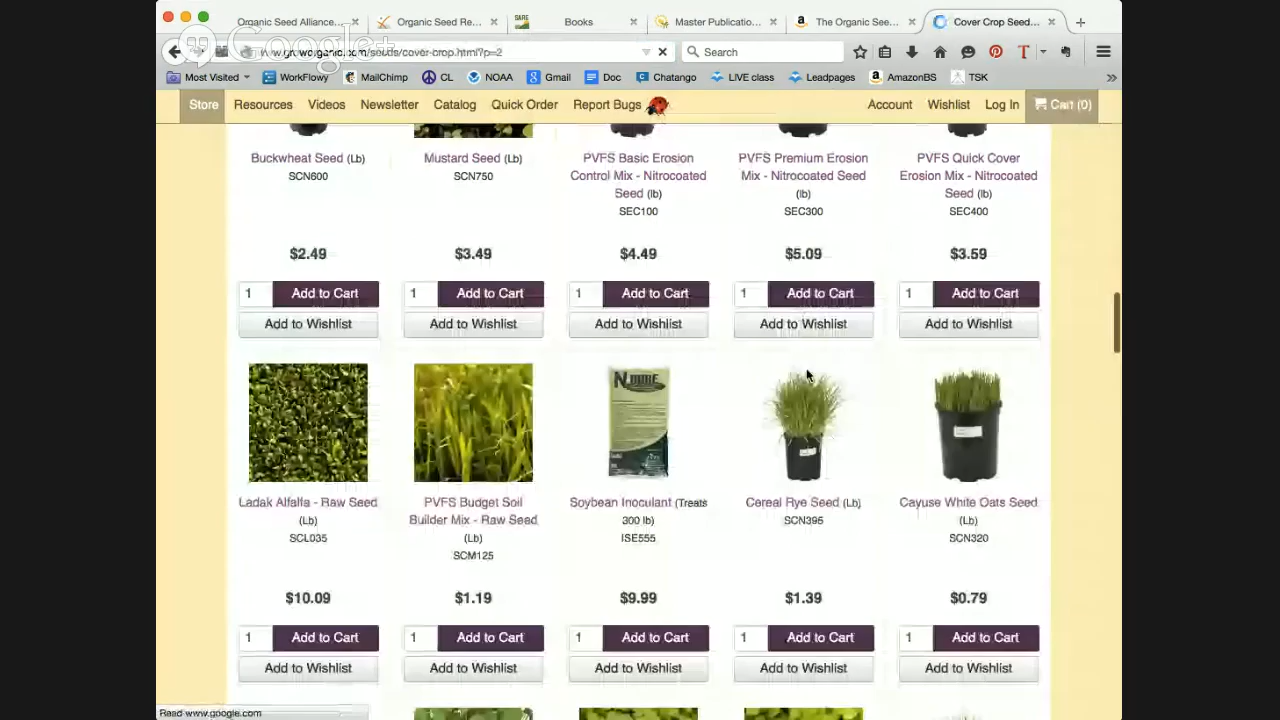 Organic Seed Alliance...
Organic Seed Re...
SARE
Books
Master Publicatio...
The Organic See...
Cover Crop Seed...
Google+
www.groworganic.com/seeds/cover-crop.html?p=2
Search
Most Visited
WorkFlowy
MailChimp
CL
NOAA
Gmail
Doc
Chatango
LIVE class
Leadpages
AmazonBS
TSK
Store
Resources
Videos
Newsletter
Catalog
Quick Order
Report Bugs
Account
Wishlist
Log In
Cart (0)
Buckwheat Seed (Lb)
SCN600
$2.49
1 Add to Cart
Add to Wishlist
Mustard Seed (Lb)
SCN750
$3.49
1 Add to Cart
Add to Wishlist
PVFS Basic Erosion
Control Mix - Nitrocoated
Seed (lb)
SEC100
$4.49
1 Add to Cart
Add to Wishlist
PVFS Premium Erosion
Mix - Nitrocoated Seed
(lb)
SEC300
$5.09
1 Add to Cart
Add to Wishlist
PVFS Quick Cover
Erosion Mix - Nitrocoated
Seed (lb)
SEC400
$3.59
1 Add to Cart
Add to Wishlist
Ladak Alfalfa - Raw Seed
(Lb)
SCL035
$10.09
1 Add to Cart
Add to Wishlist
PVFS Budget Soil
Builder Mix - Raw Seed
(Lb)
SCM125
$1.19
1 Add to Cart
Add to Wishlist
Soybean Inoculant (Treats
300 lb)
ISE555
$9.99
1 Add to Cart
Add to Wishlist
Cereal Rye Seed (Lb)
SCN395
$1.39
1 Add to Cart
Add to Wishlist
Cayuse White Oats Seed
(Lb)
SCN320
$0.79
1 Add to Cart
Add to Wishlist
Read www.google.com